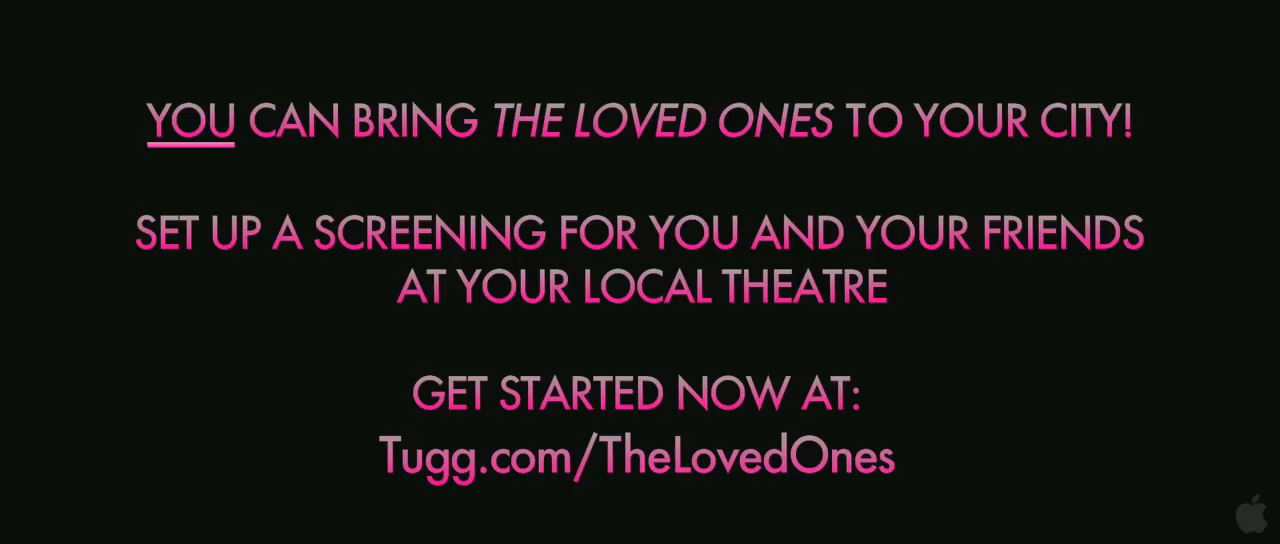 YOU CAN BRING THE LOVED ONES TO YOUR CITY!
SET UP A SCREENING FOR YOU AND YOUR FRIENDS
AT YOUR LOCAL THEATRE
GET STARTED NOW AT:
Tugg.com/TheLovedOnes